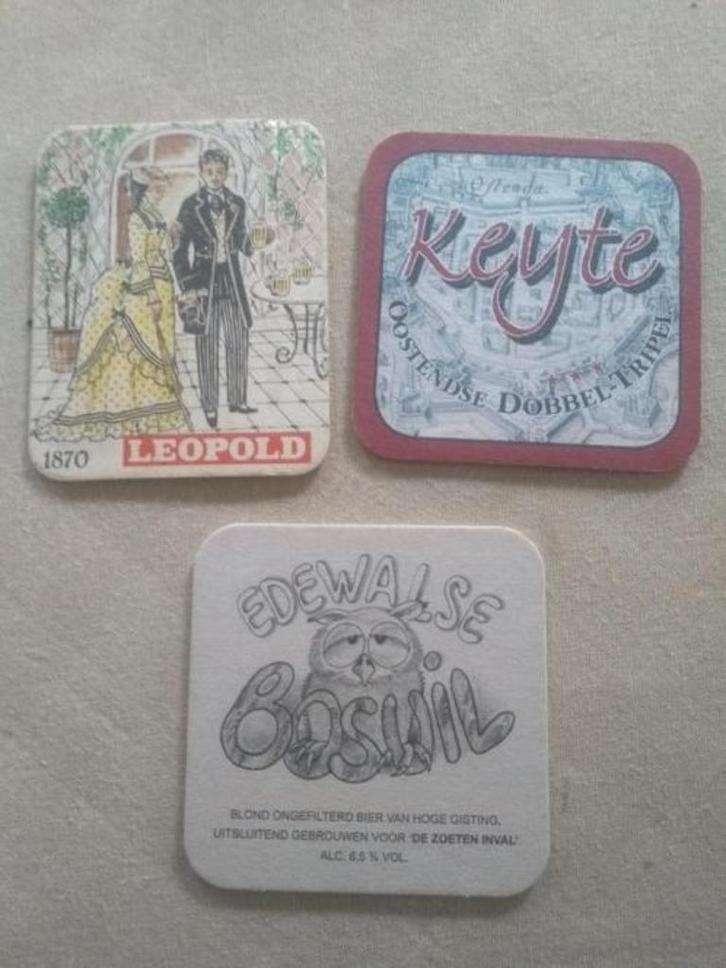 1870 LEOPOLD
Ostenda
Keyte
OOSTENDSE DOBBEL-TRIPEL
EDEWALSE
BOSUIL
BLOND ONGEFILTERD BIER VAN HOGE GISTING,
UITSLUITEND GEBROUWEN VOOR 'DE ZOETEN INVAL'
ALC. 6,5 % VOL.